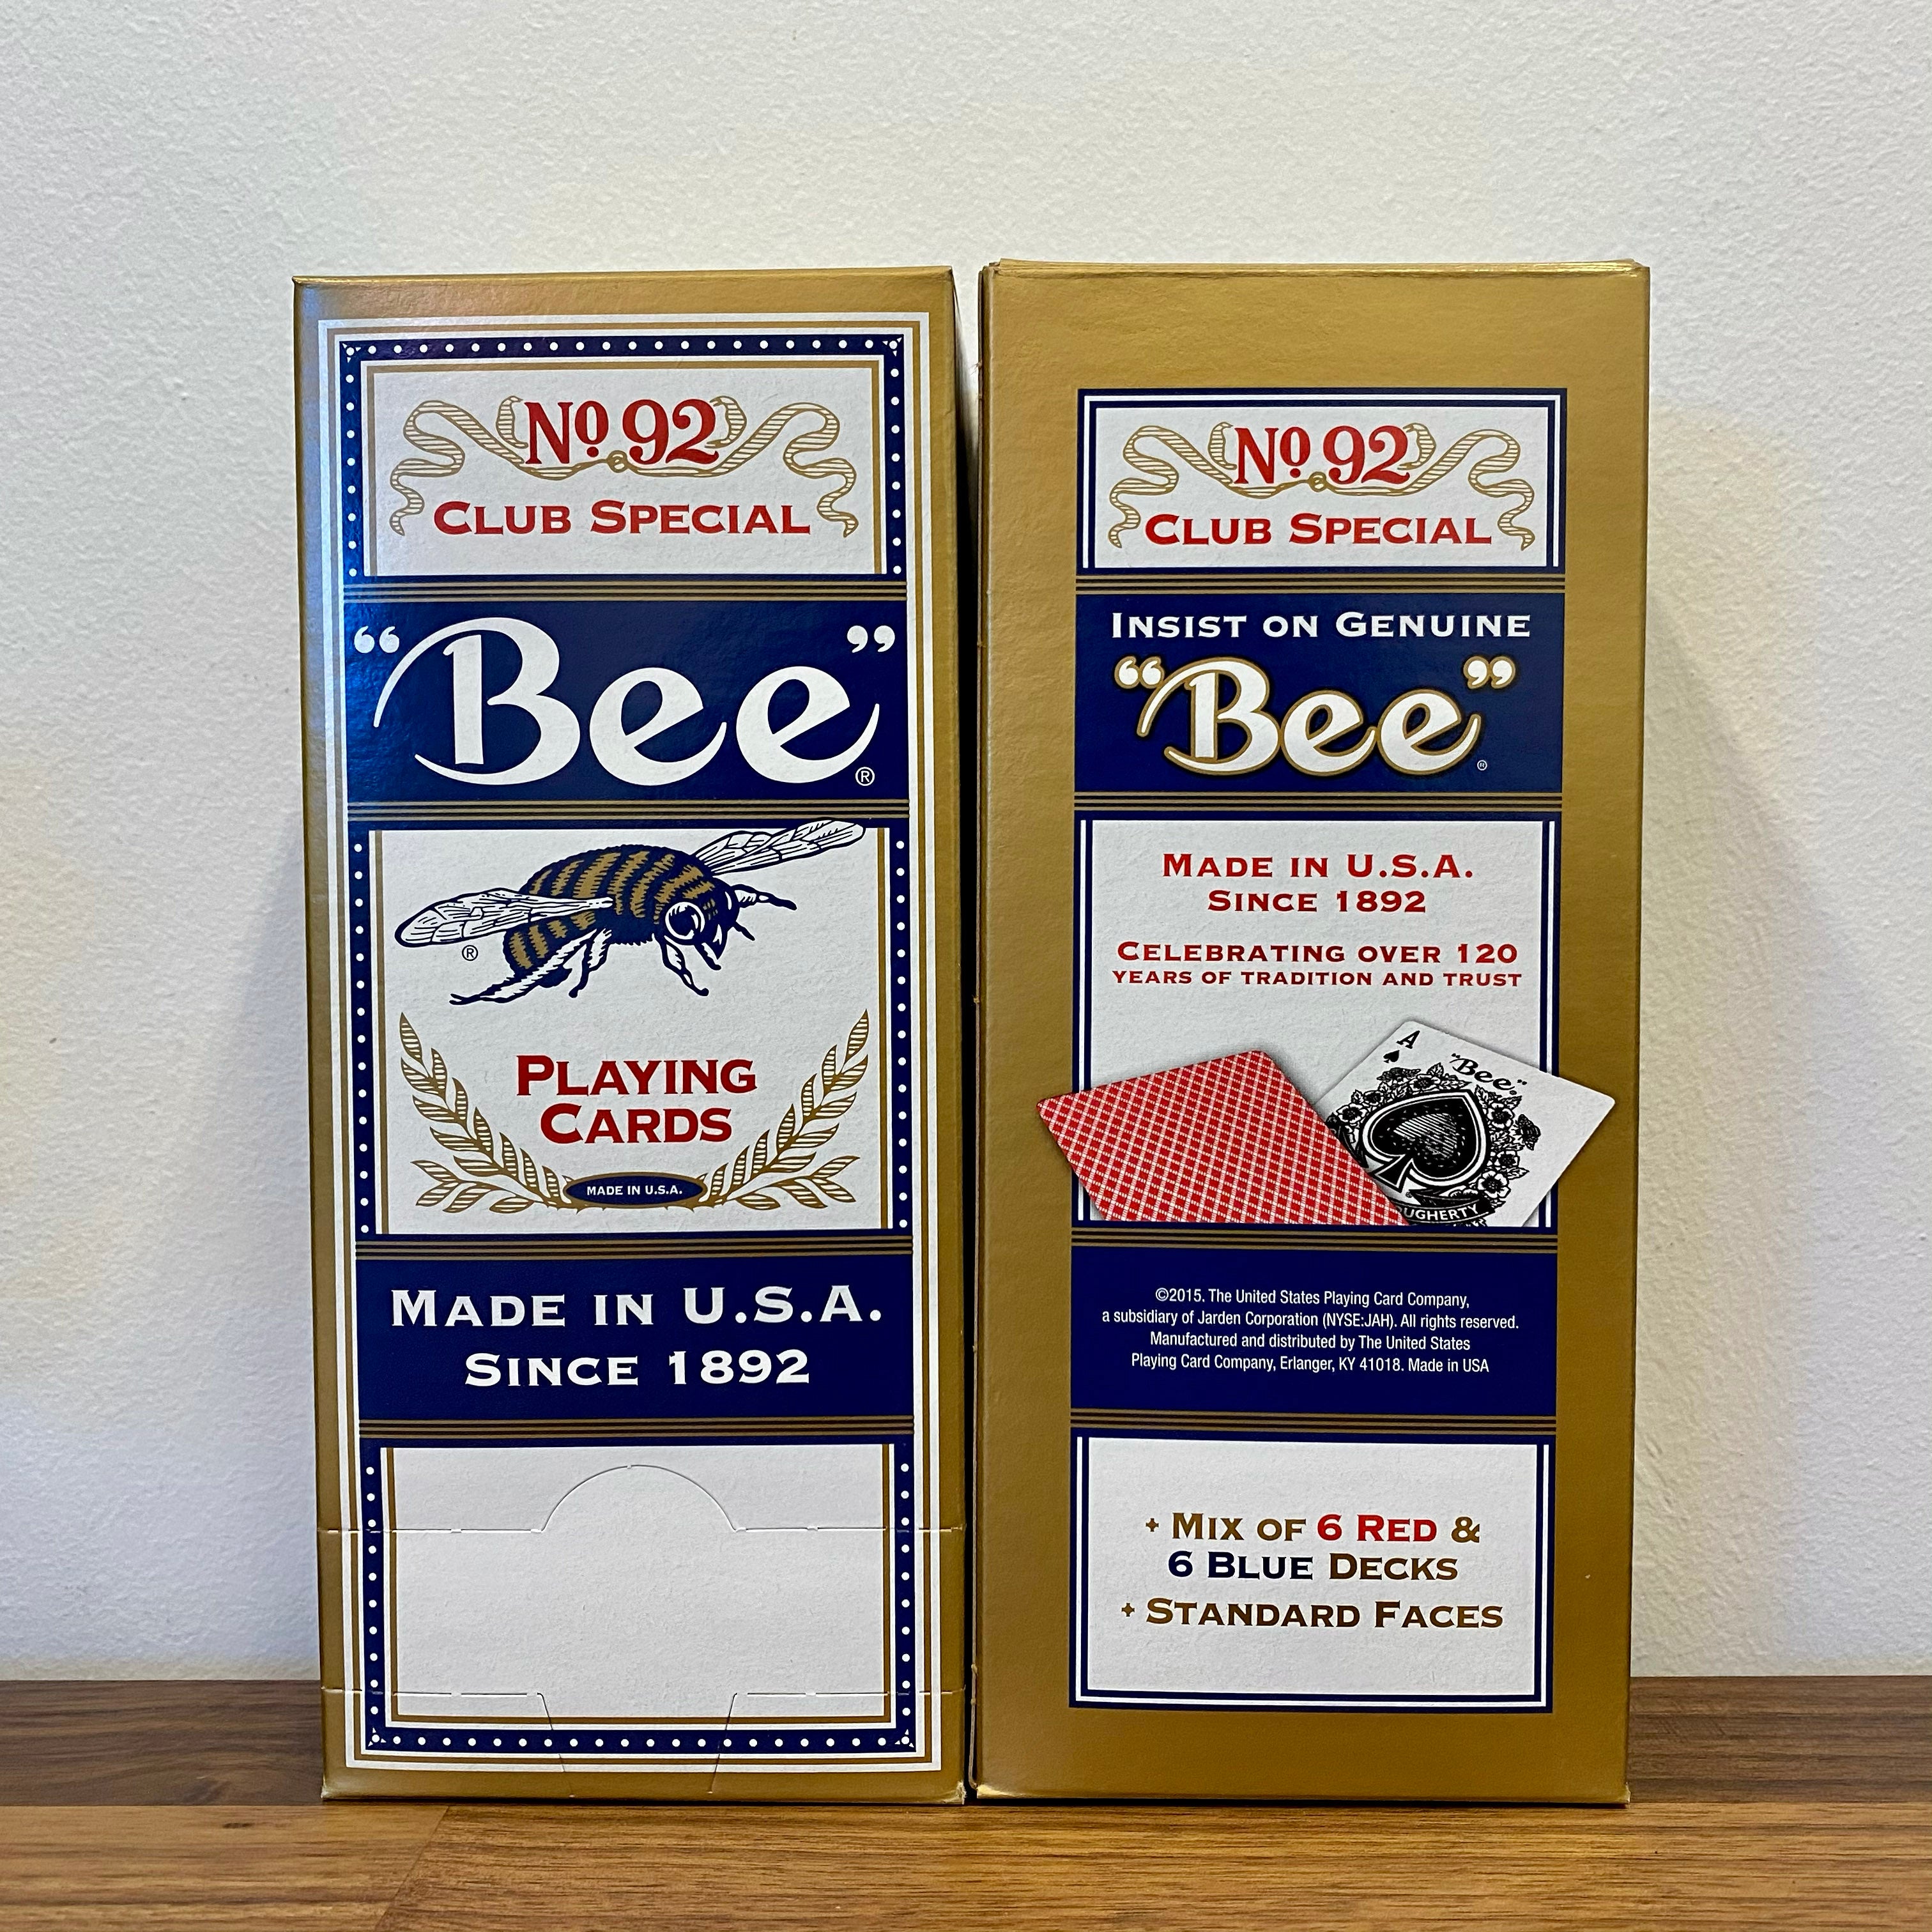 No 92
CLUB SPECIAL
“Bee”®
®
PLAYING
CARDS
MADE IN U.S.A.
MADE IN U.S.A.
SINCE 1892
No 92
CLUB SPECIAL
INSIST ON GENUINE
“Bee”®
MADE IN U.S.A.
SINCE 1892
CELEBRATING OVER 120
YEARS OF TRADITION AND TRUST
A
“Bee”
©2015. The United States Playing Card Company,
a subsidiary of Jarden Corporation (NYSE:JAH). All rights reserved.
Manufactured and distributed by The United States
Playing Card Company, Erlanger, KY 41018. Made in USA
+ MIX OF 6 RED &
6 BLUE DECKS
+ STANDARD FACES